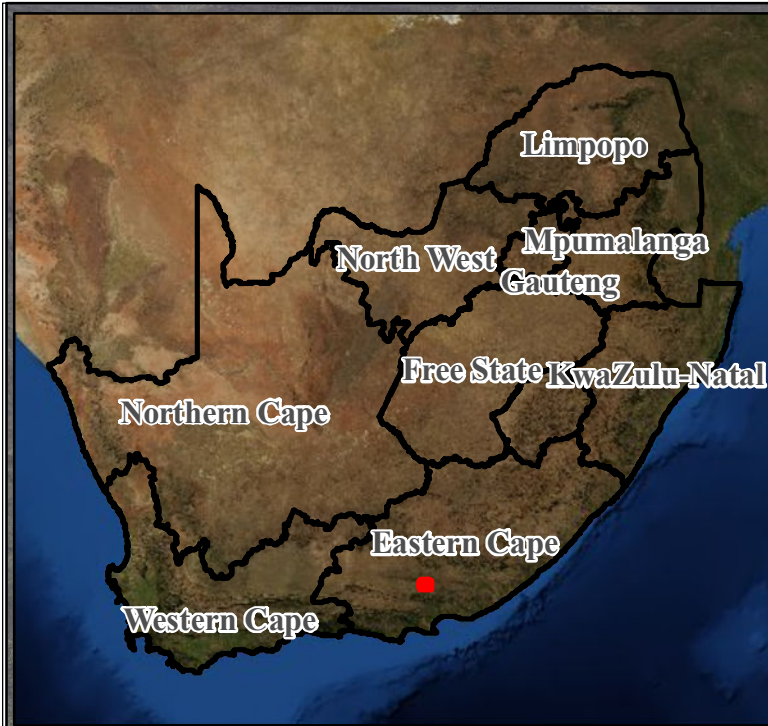 Limpopo
Mpumalanga
North West
Gauteng
Free State
KwaZulu-Natal
Northern Cape
Eastern Cape
Western Cape